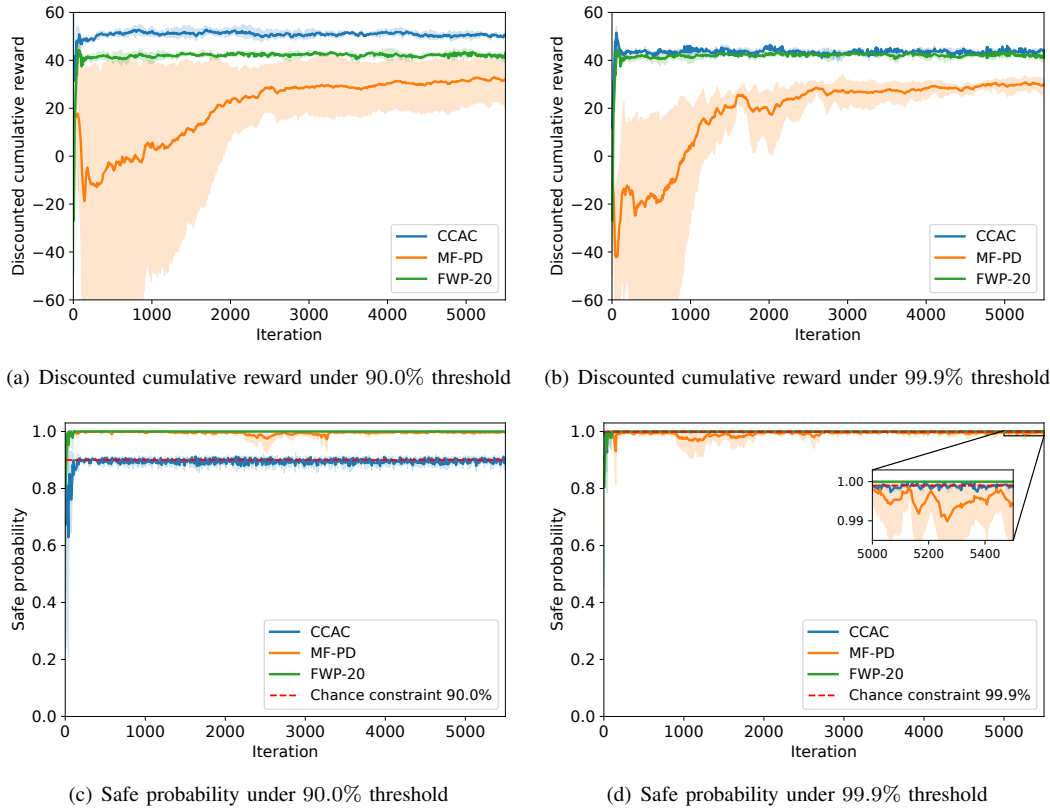 60
40
20
0
−20
−40
−60
Discounted cumulative reward
0 1000 2000 3000 4000 5000
Iteration
CCAC
MF-PD
FWP-20
(a) Discounted cumulative reward under 90.0% threshold
60
40
20
0
−20
−40
−60
Discounted cumulative reward
0 1000 2000 3000 4000 5000
Iteration
CCAC
MF-PD
FWP-20
(b) Discounted cumulative reward under 99.9% threshold
1.0
0.8
0.6
0.4
0.2
0.0
Safe probability
0 1000 2000 3000 4000 5000
Iteration
CCAC
MF-PD
FWP-20
Chance constraint 90.0%
(c) Safe probability under 90.0% threshold
1.0
0.8
0.6
0.4
0.2
0.0
Safe probability
1.00
0.99
5000 5200 5400
0 1000 2000 3000 4000 5000
Iteration
CCAC
MF-PD
FWP-20
Chance constraint 99.9%
(d) Safe probability under 99.9% threshold